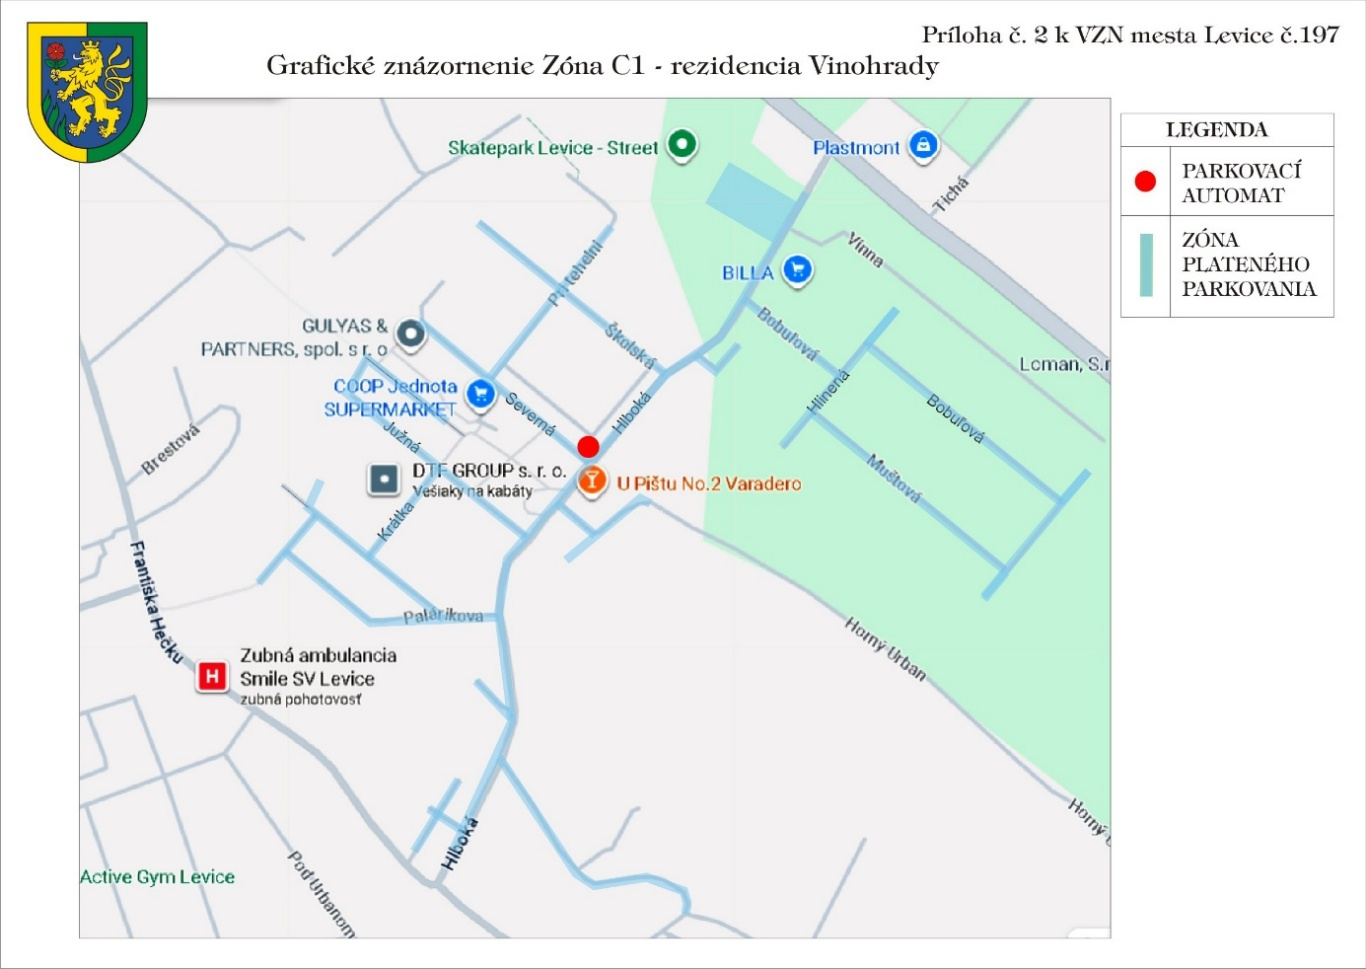 Príloha č. 2 k VZN mesta Levice č.197
Grafické znázornenie Zóna C1 - rezidencia Vinohrady
LEGENDA
PARKOVACÍ
AUTOMAT
ZÓNA
PLATENÉHO
PARKOVANIA
Skatepark Levice - Street
Plastmont
Tichá
Vinná
BILLA
Pri tehelni
GULYAS &
PARTNERS, spol. s r. o
Školská
Bobuľová
Loman, S.r
COOP Jednota
SUPERMARKET
Severná
Hlboká
Hlinená
Bobuľová
Južná
Brestová
DTF GROUP s. r. o.
Vešiaky na kabáty
U Pištu No.2 Varadero
Muštová
Krátka
Františka Hečku
Palárikova
Horný Urban
Zubná ambulancia
Smile SV Levice
zubná pohotovosť
H
Hlboká
Horný
Active Gym Levice
Pod Urbanom